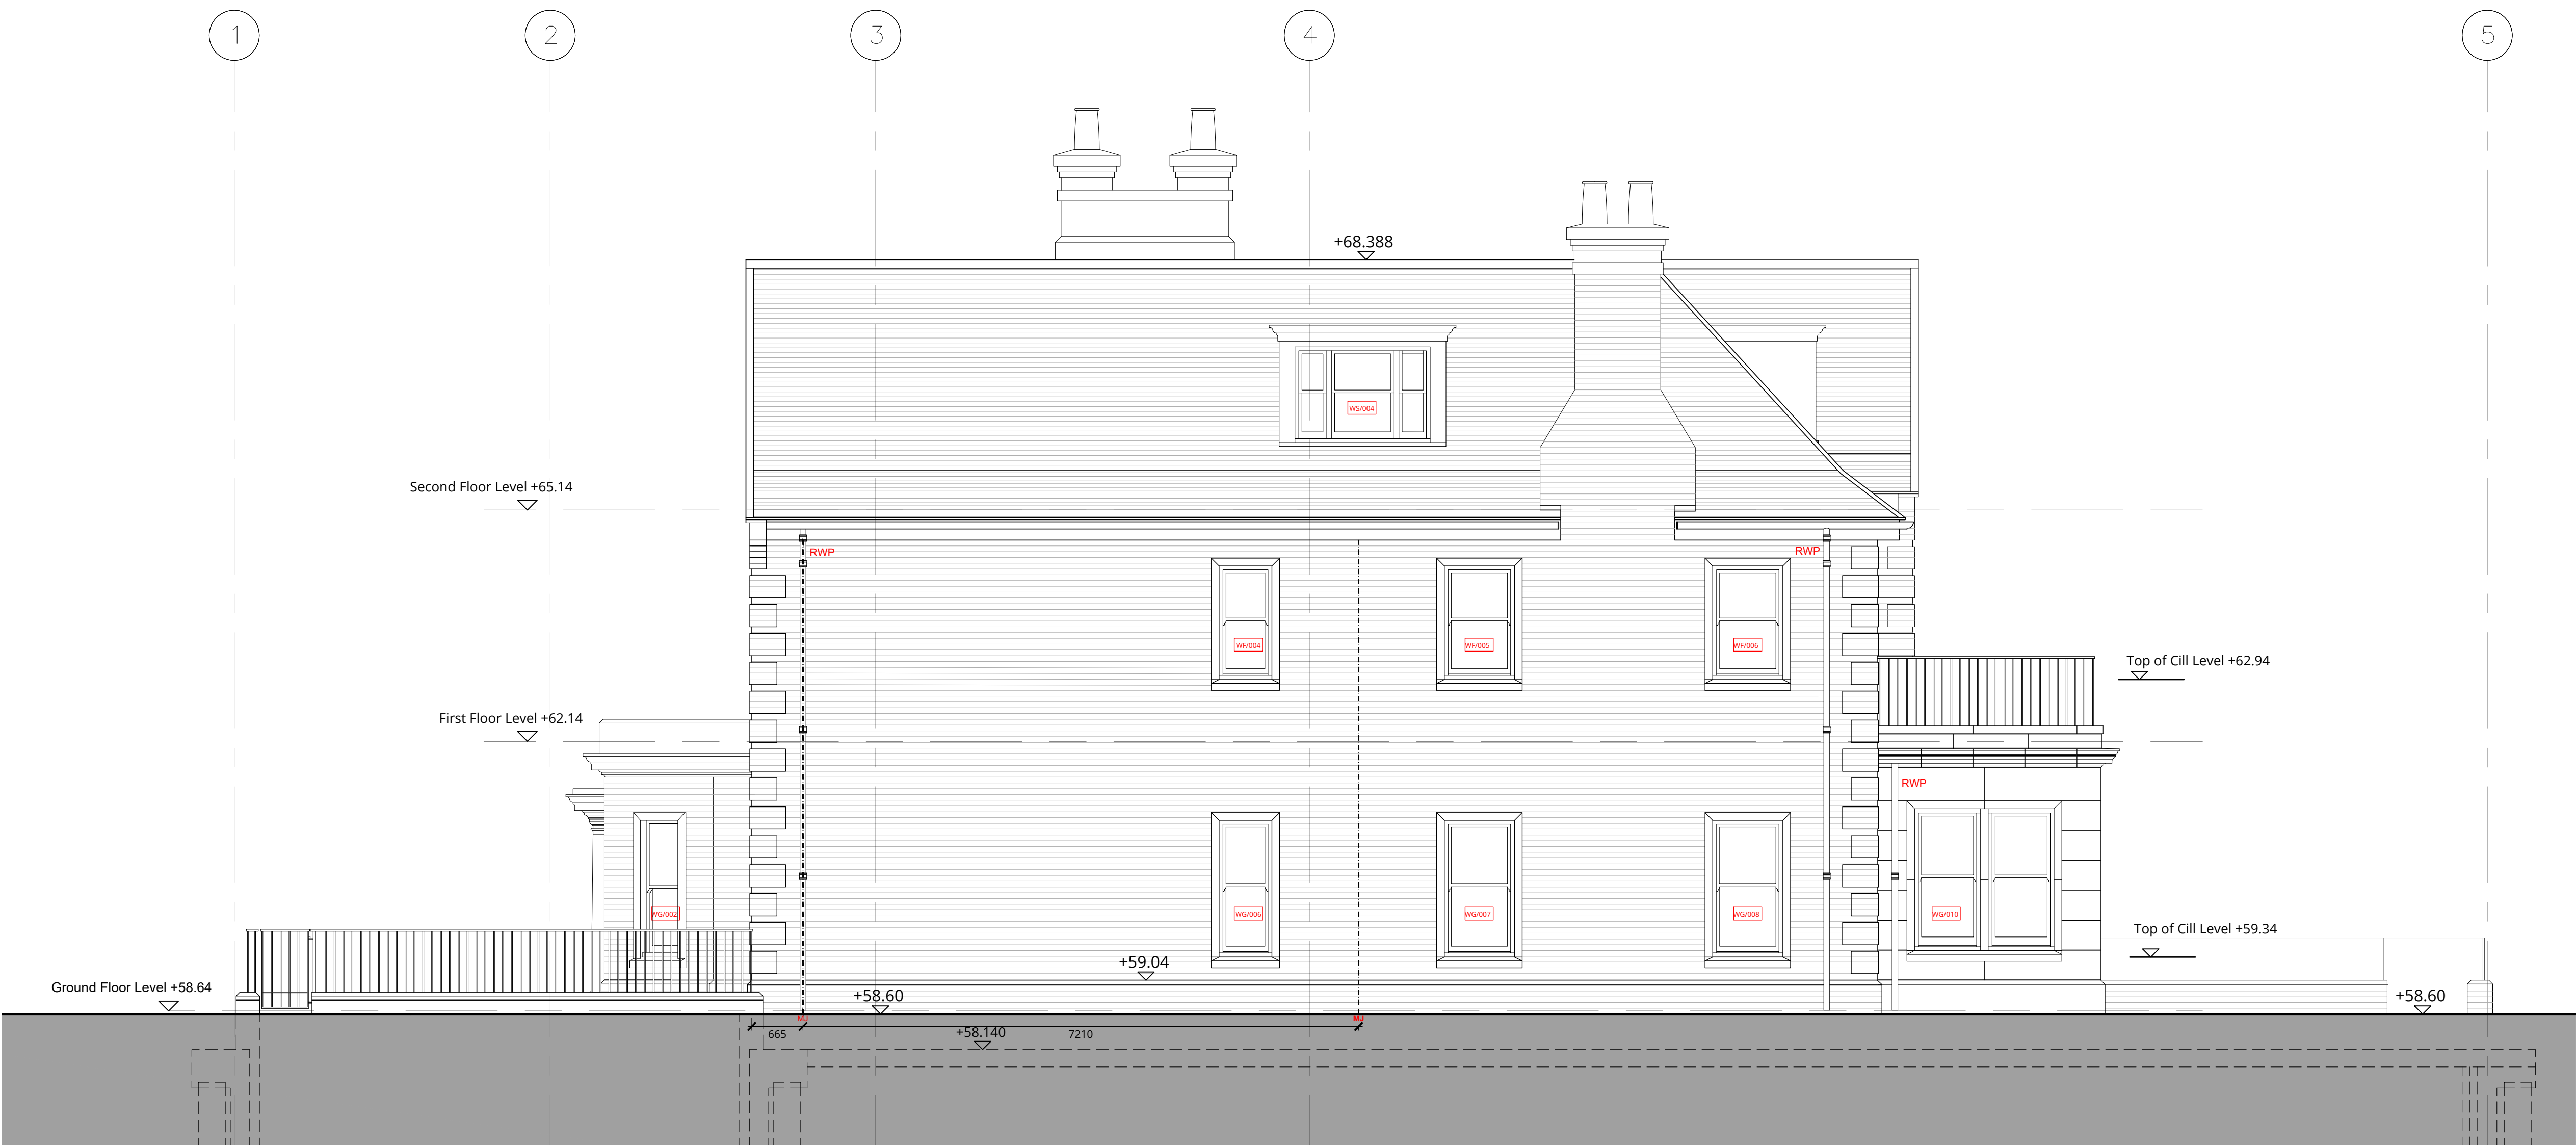 1
2
3
4
5
+68.388
WS/004
Second Floor Level +65.14
RWP
RWP
WF/004
WF/005
WF/006
Top of Cill Level +62.94
First Floor Level +62.14
RWP
WG/002
WG/006
WG/007
WG/008
WG/010
Top of Cill Level +59.34
+59.04
Ground Floor Level +58.64
+58.60
+58.60
MJ
MJ
665
+58.140
7210